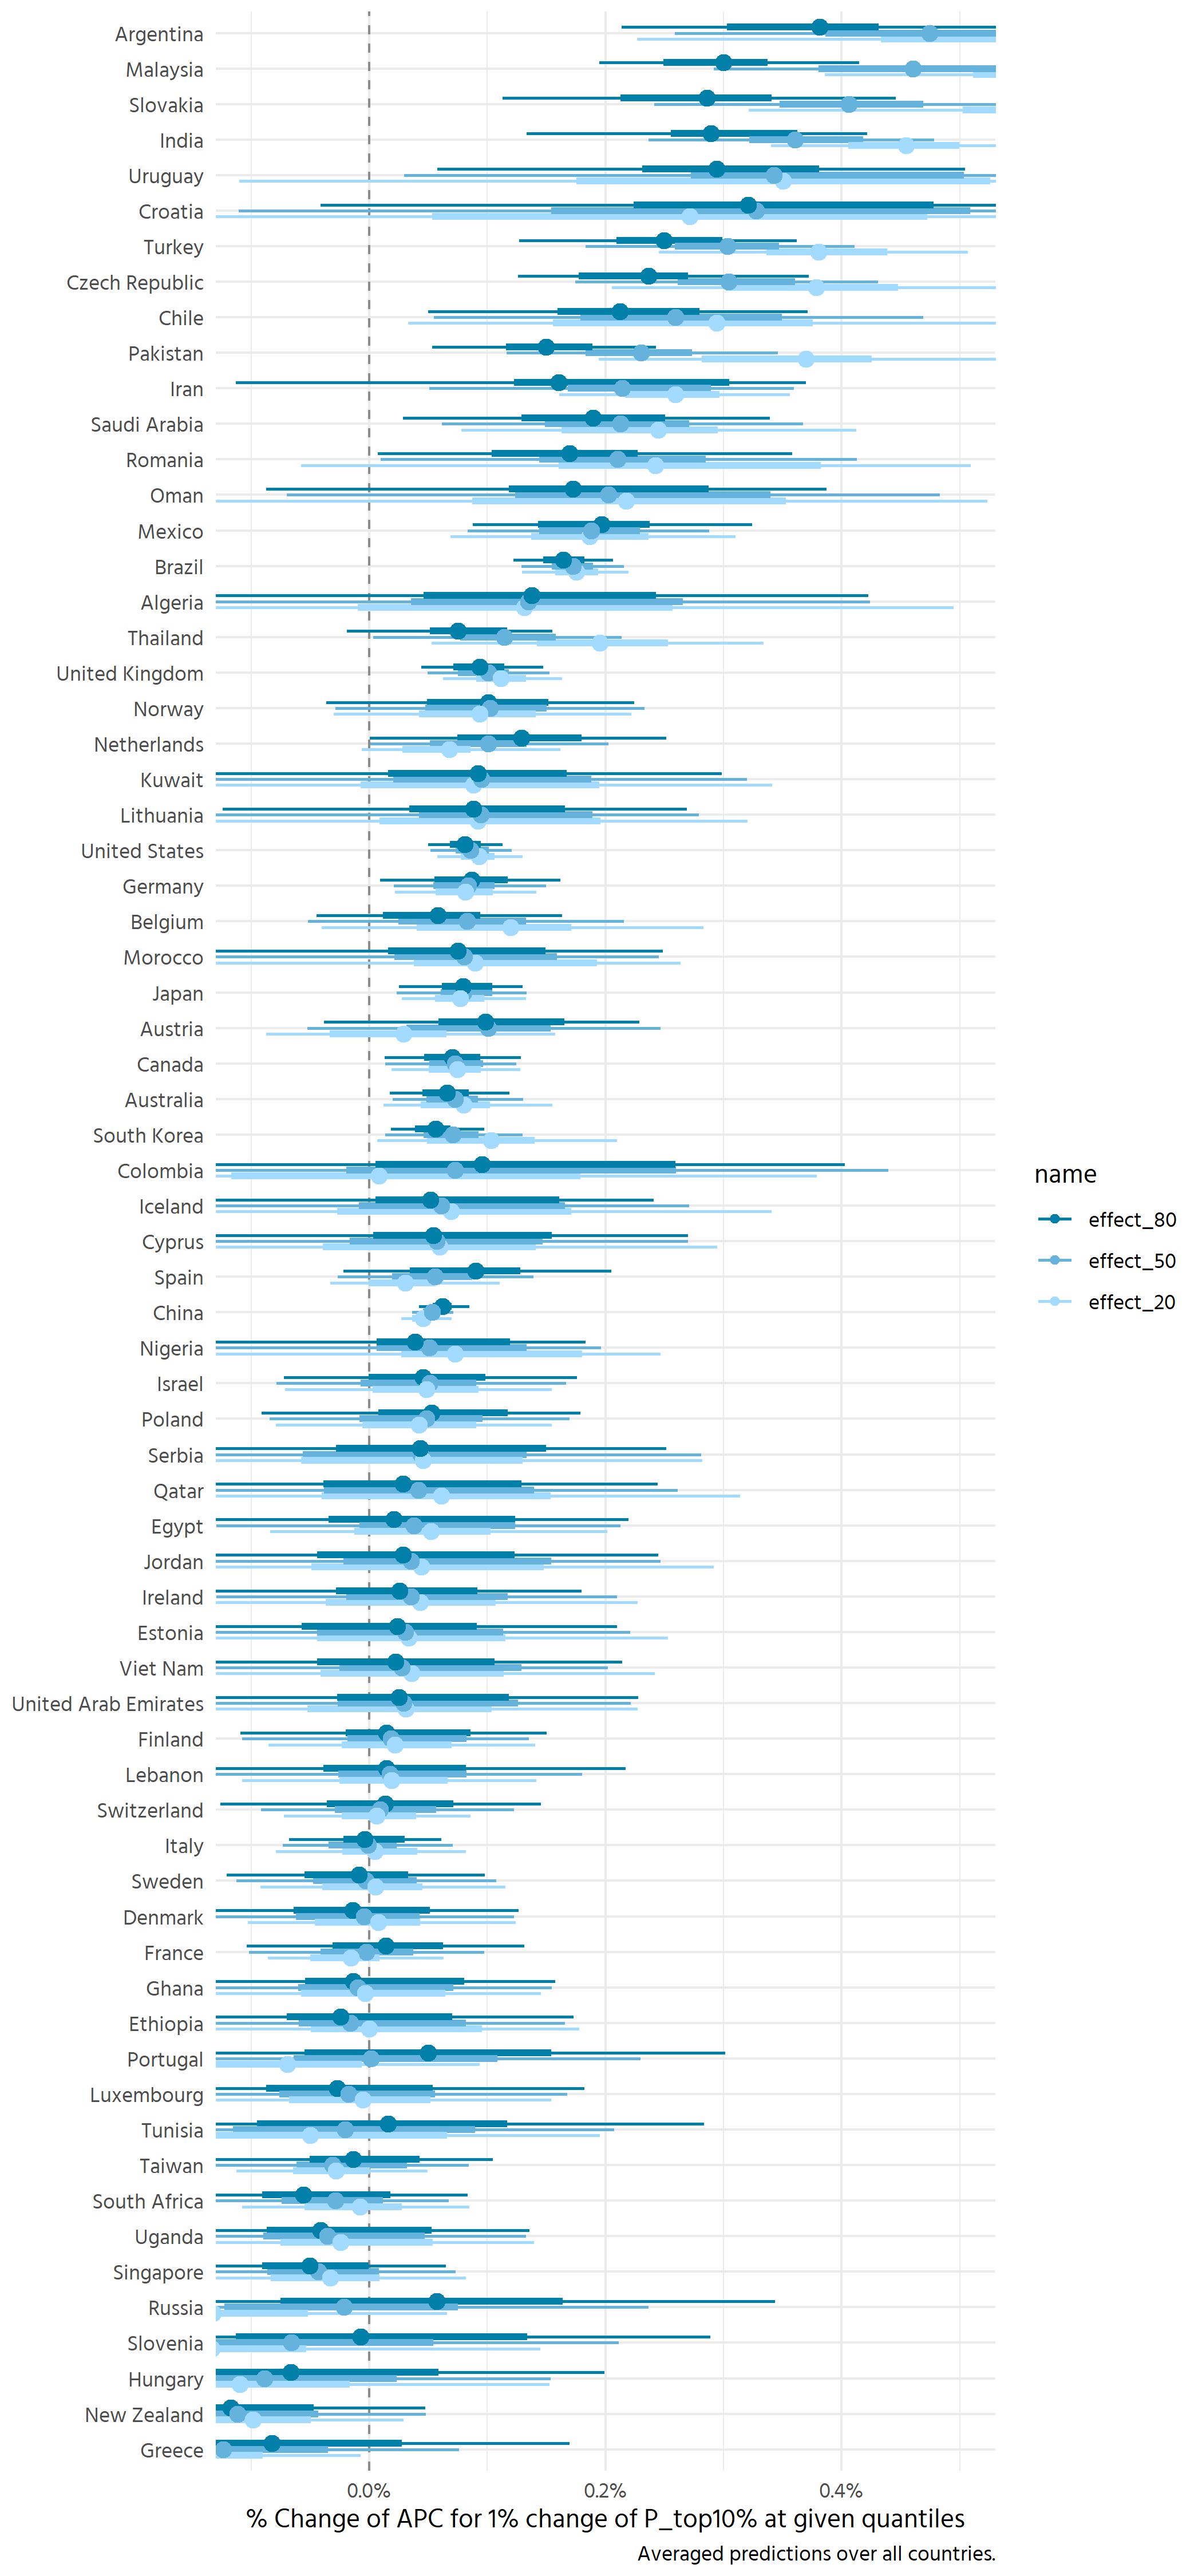 Argentina
Malaysia
Slovakia
India
Uruguay
Croatia
Turkey
Czech Republic
Chile
Pakistan
Iran
Saudi Arabia
Romania
Oman
Mexico
Brazil
Algeria
Thailand
United Kingdom
Norway
Netherlands
Kuwait
Lithuania
United States
Germany
Belgium
Morocco
Japan
Austria
Canada
Australia
South Korea
Colombia
Iceland
Cyprus
Spain
China
Nigeria
Israel
Poland
Serbia
Qatar
Egypt
Jordan
Ireland
Estonia
Viet Nam
United Arab Emirates
Finland
Lebanon
Switzerland
Italy
Sweden
Denmark
France
Ghana
Ethiopia
Portugal
Luxembourg
Tunisia
Taiwan
South Africa
Uganda
Singapore
Russia
Slovenia
Hungary
New Zealand
Greece
0.0% 0.2% 0.4%
% Change of APC for 1% change of P_top10% at given quantiles
Averaged predictions over all countries.
name
effect_80
effect_50
effect_20